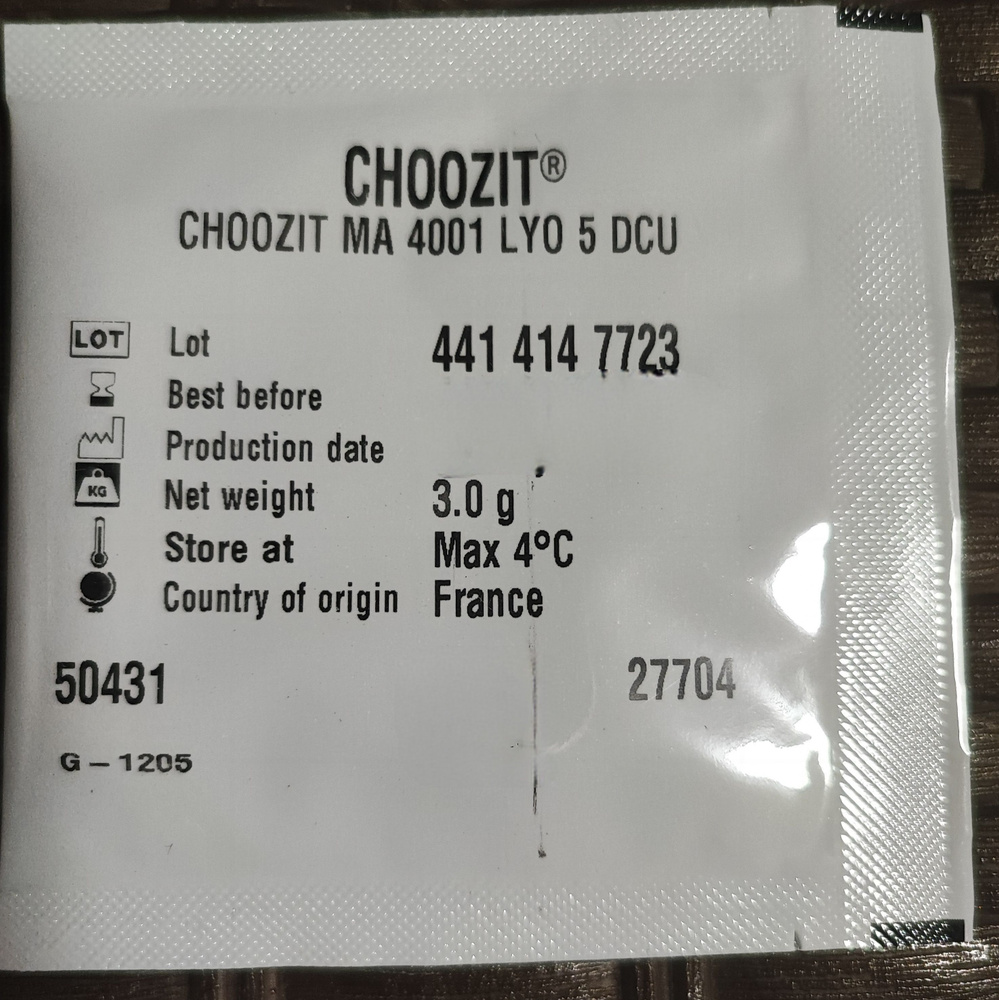 CHOOZIT®
CHOOZIT MA 4001 LYO 5 DCU
LOT Lot 441 414 7723
Best before
Production date
KG Net weight 3.0 g
Store at Max 4°C
Country of origin France
50431 27704
G – 1205